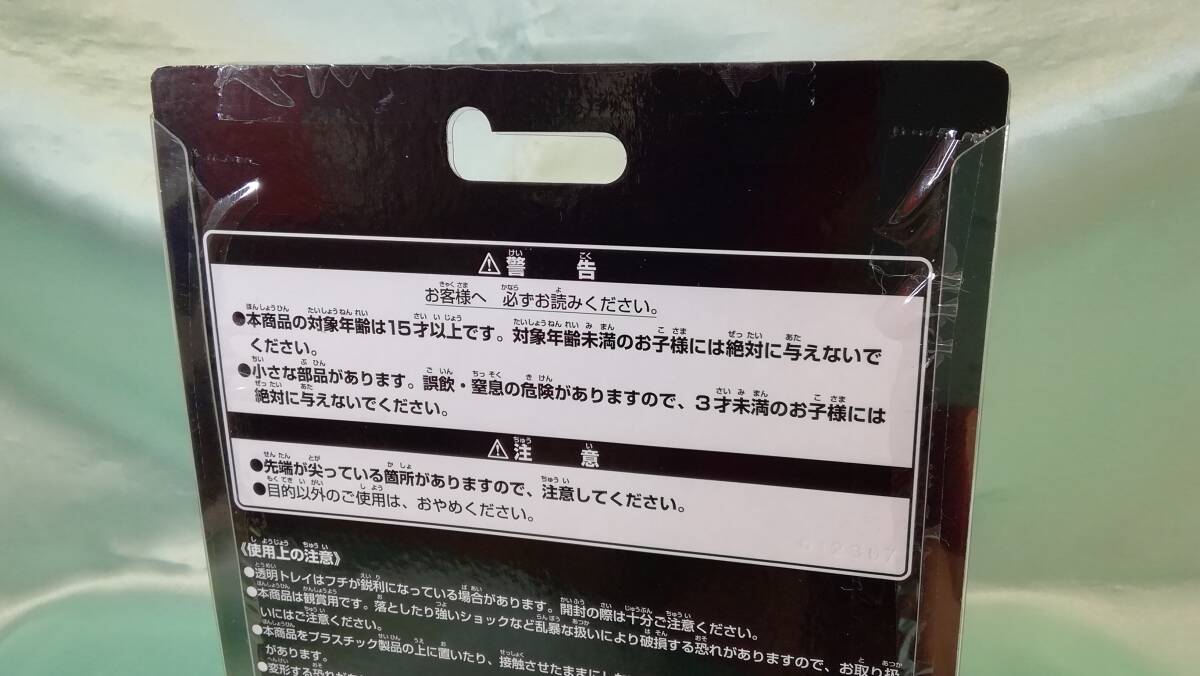 ⚠警告
お客様へ 必ずお読みください。
●本商品の対象年齢は15才以上です。対象年齢未満のお子様には絶対に与えないで
ください。
●小さな部品があります。誤飲・窒息の危険がありますので、3才未満のお子様には
絶対に与えないでください。
⚠注意
●先端が尖っている箇所がありますので、注意してください。
●目的以外のご使用は、おやめください。
《使用上の注意》
●透明トレイはフチが鋭利になっている場合があります。開封の際は十分ご注意ください。
●本商品は観賞用です。落としたり強いショックなど乱暴な扱いにより破損する恐れがありますので、お取り扱
いにはご注意ください。
●本商品をプラスチック製品の上に置いたり、接触させたままにし
があります。
●変形する恐れがあ